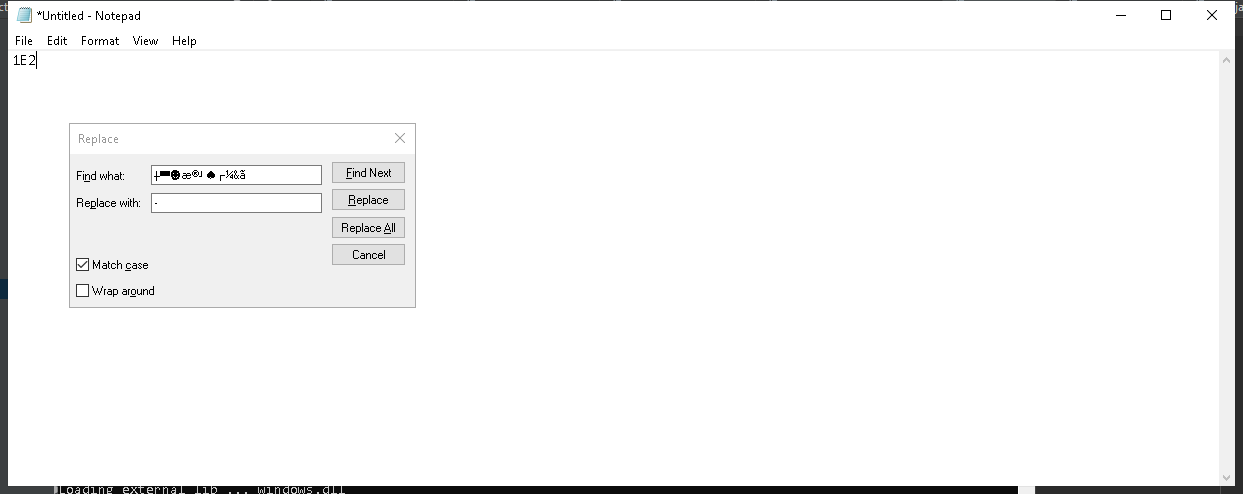 *Untitled - Notepad
File Edit Format View Help
1E2
Replace
Find what:
Find Next
Replace with: -
Replace
Replace All
Cancel
Match case
Wrap around
Loading external lib ... windows.dll